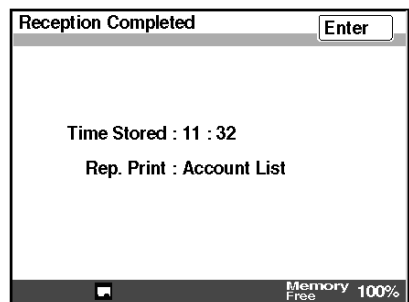 Reception Completed
Enter
Time Stored : 11 : 32
Rep. Print : Account List
Memory Free 100%